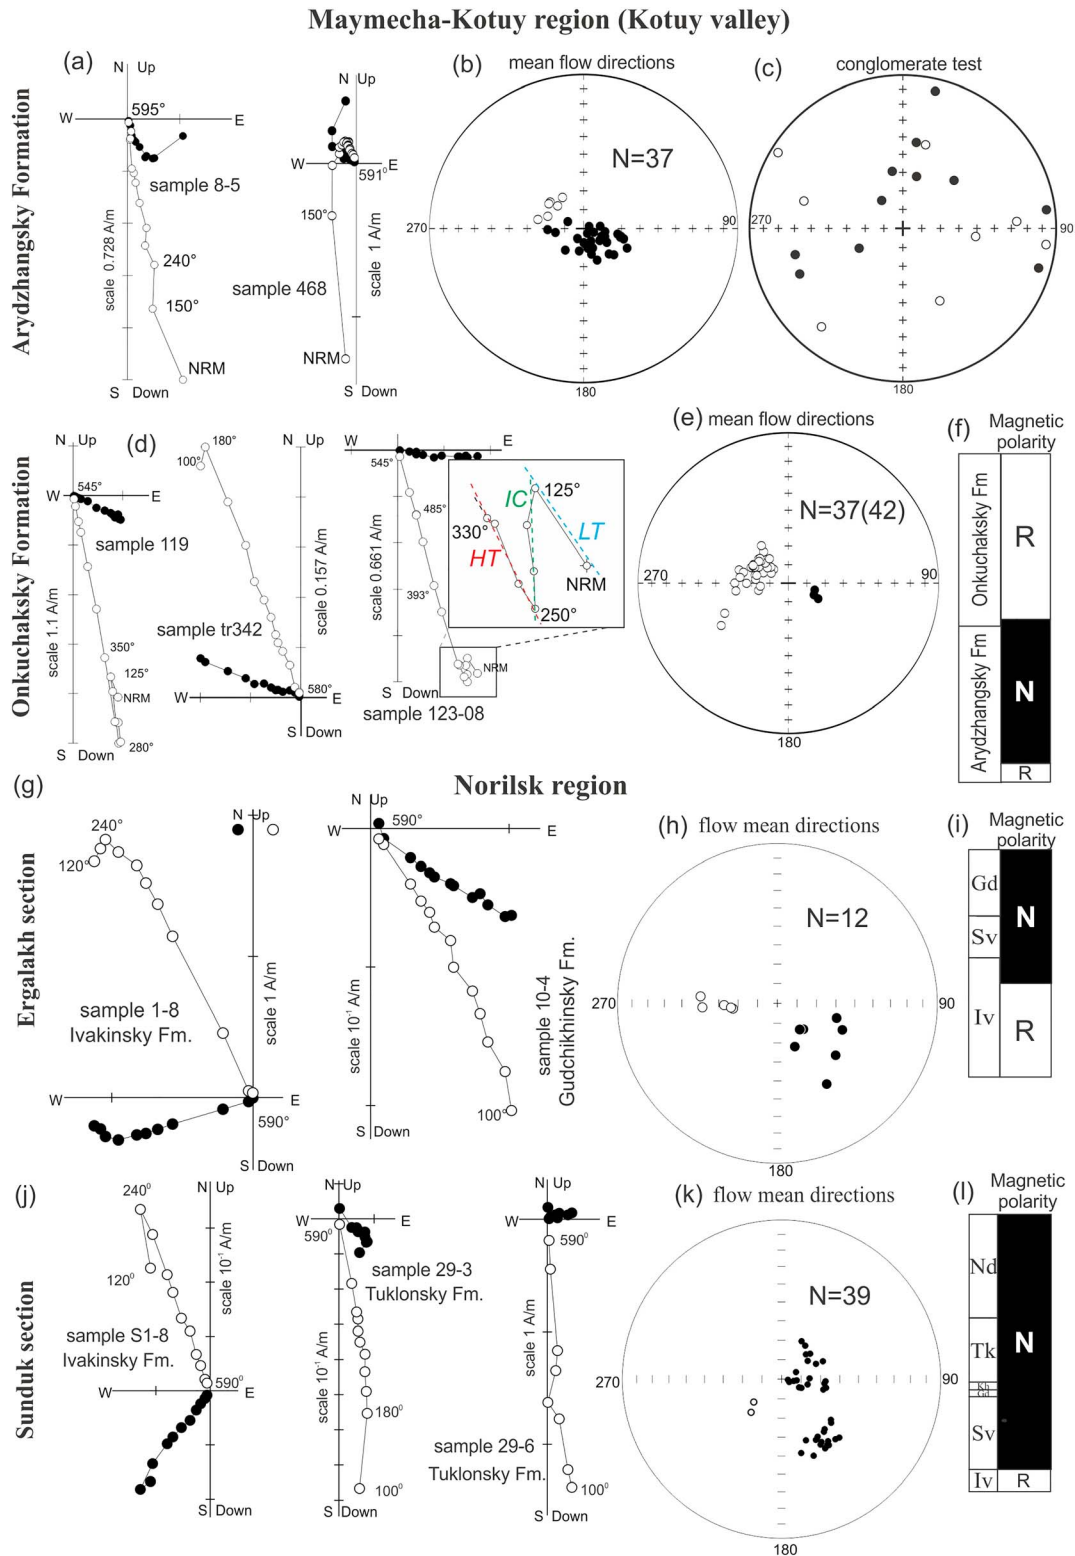 Maymecha-Kotuy region (Kotuy valley)
Arydzhangsky Formation
(a)
N Up
595°
W
E
sample 8-5
scale 0.728 A/m
240°
150°
NRM
S Down
N Up
W
E
591⁰
150°
scale 1 A/m
sample 468
NRM
S Down
(b)
mean flow directions
N=37
270
90
180
(c)
conglomerate test
270
90
180
Onkuchaksky Formation
N Up
W
545°
E
sample 119
scale 1.1 A/m
350°
125°
NRM
280°
S Down
(d)
180°
100°
scale 0.157 A/m
sample tr342
580°
W
E
Down
W
E
545°
485°
scale 0.661 A/m
393°
NRM
S Down
sample 123-08
125°
IC
330°
LT
HT
NRM
250°
(e)
mean flow directions
N=37(42)
270
90
180
(f)
Magnetic
polarity
Onkuchaksky Fm
R
Arydzhangsky Fm
N
R
(g)
Norilsk region
Ergalakh section
N Up
240°
120°
scale 1 A/m
sample 1-8
Ivakinsky Fm.
W
E
590°
S Down
N Up
W
590°
E
scale 10⁻¹ A/m
sample 10-4
Gudchikhinsky Fm.
100°
S Down
(h)
flow mean directions
N=12
270
90
180
(i)
Magnetic
polarity
Gd
Sv
Iv
N
R
Sunduk section
(j)
N Up
240⁰
120⁰
scale 10⁻¹ A/m
sample S1-8
Ivakinsky Fm.
W
590⁰
E
S Down
N Up
W
E
590⁰
sample 29-3
Tuklonsky Fm.
scale 10⁻¹ A/m
180⁰
100⁰
S Down
N Up
W
E
590⁰
scale 1 A/m
sample 29-6
Tuklonsky Fm.
100⁰
S Down
(k)
flow mean directions
N=39
270
90
180
(l)
Magnetic
polarity
Nd
Tk
Kh
Gd
Sv
Iv
N
R